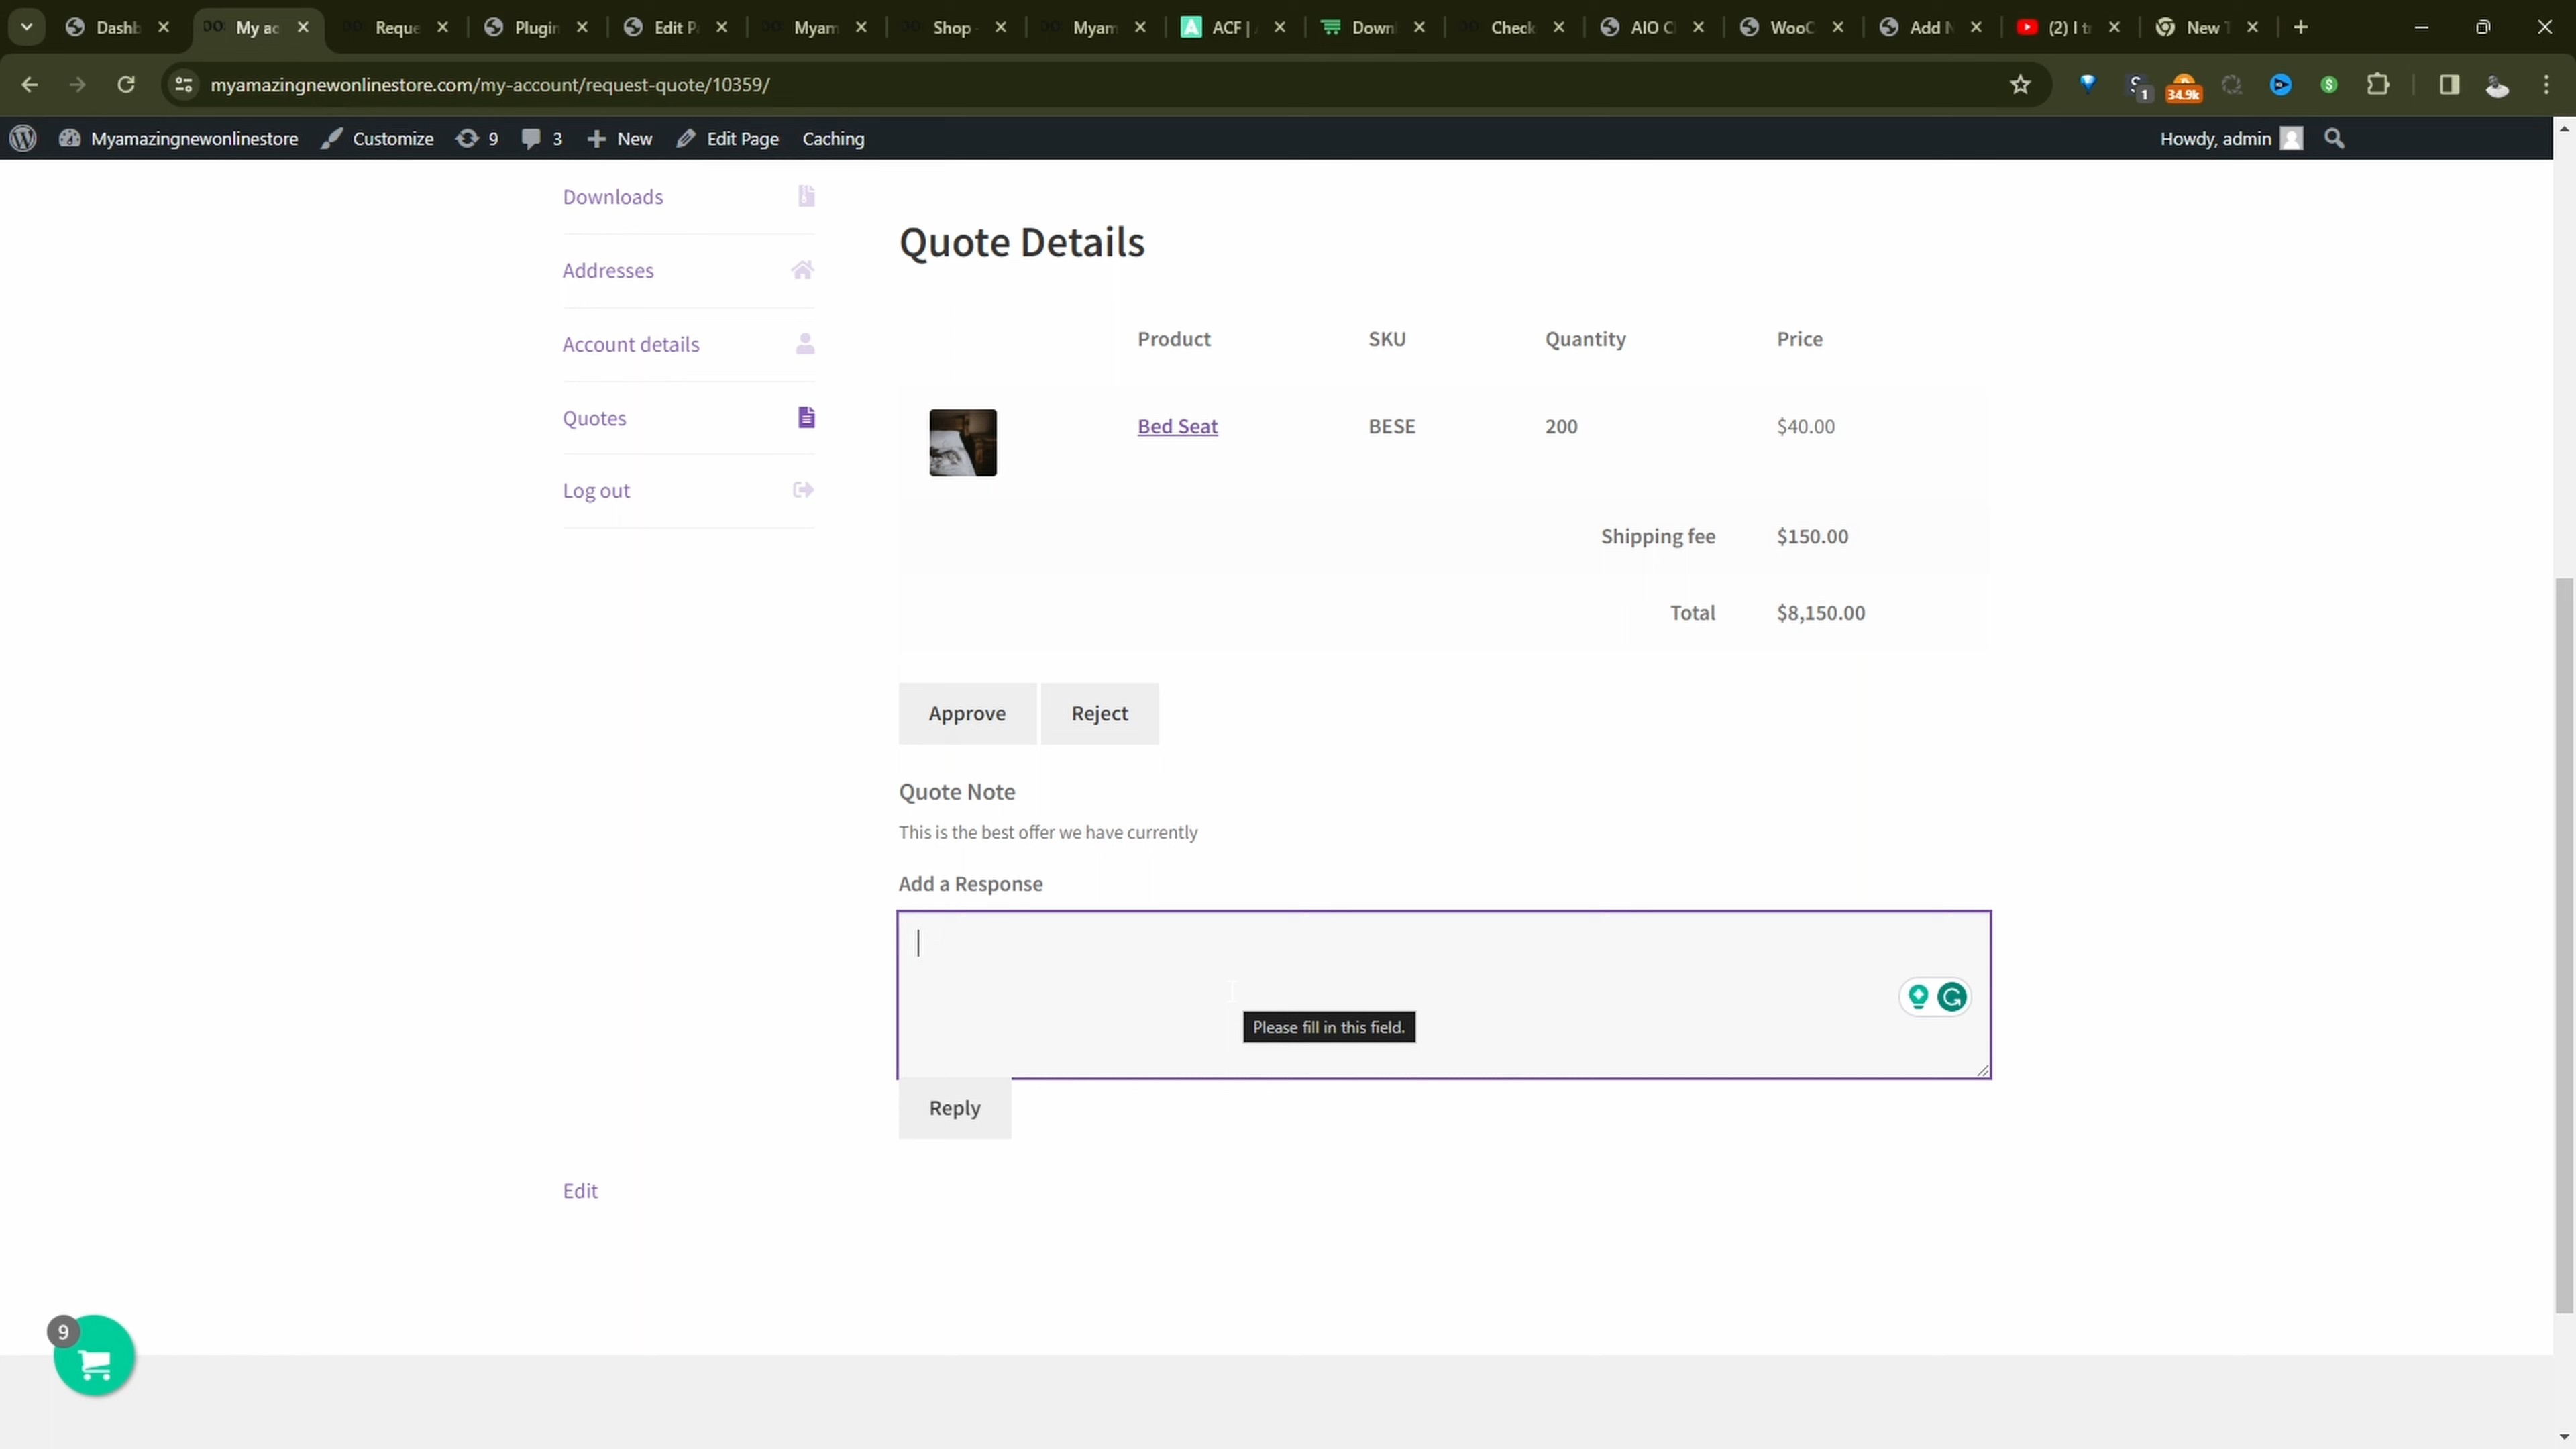 Dashb
My ac
Reque
Plugin
Edit P
Myam
Shop -
Myam
ACF |
Down
Check
AIO C
WooC
Add N
(2) I tr
New T
myamazingnewonlinestore.com/my-account/request-quote/10359/
1
34.9k
Myamazingnewonlinestore
Customize
9
3
New
Edit Page
Caching
Howdy, admin
Downloads
Addresses
Account details
Quotes
Log out
Quote Details
Product SKU Quantity Price
Bed Seat BESE 200 $40.00
Shipping fee $150.00
Total $8,150.00
Approve Reject
Quote Note
This is the best offer we have currently
Add a Response
Please fill in this field.
Reply
Edit
9